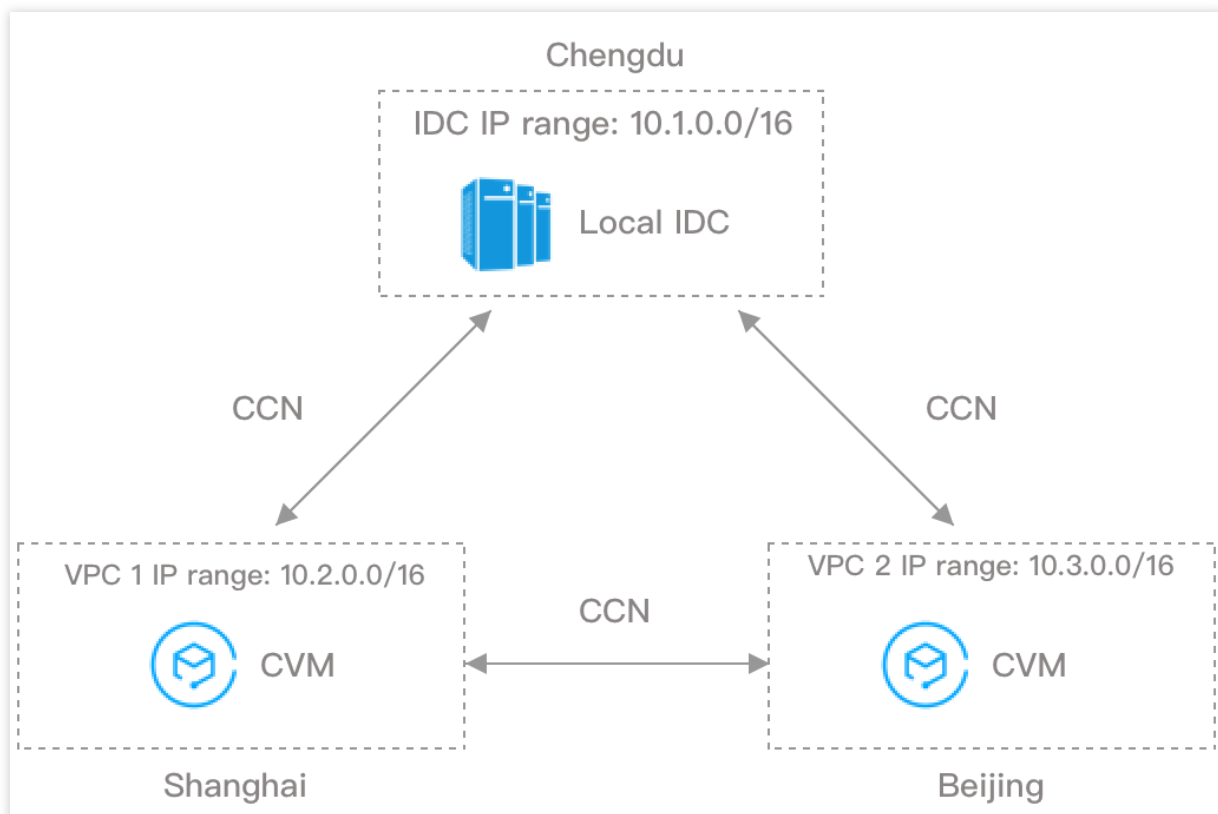 Chengdu
IDC IP range: 10.1.0.0/16
Local IDC
CCN
CCN
VPC 1 IP range: 10.2.0.0/16
VPC 2 IP range: 10.3.0.0/16
CCN
CVM
CVM
Shanghai
Beijing